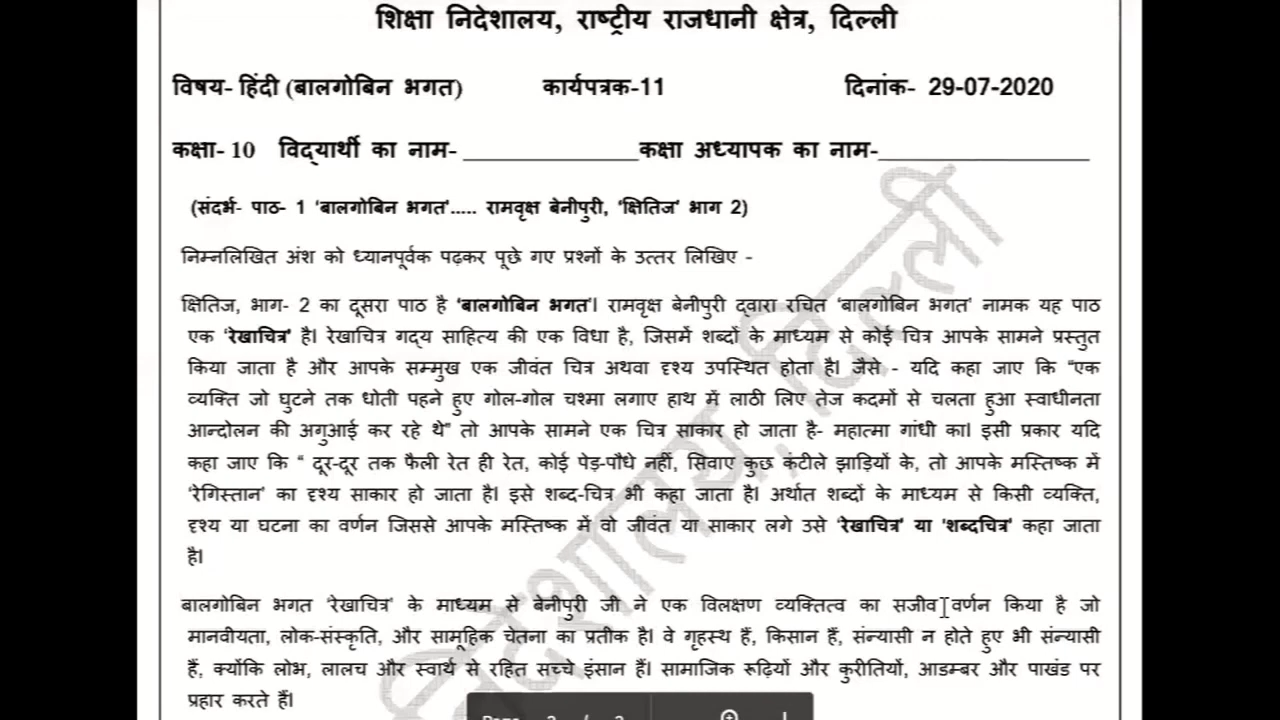 शिक्षा निदेशालय, राष्ट्रीय राजधानी क्षेत्र, दिल्ली
विषय- हिंदी (बालगोबिन भगत) कार्यपत्रक-11 दिनांक- 29-07-2020
कक्षा- 10 विद्यार्थी का नाम- _______________कक्षा अध्यापक का नाम-__________________
(संदर्भ- पाठ- 1 ‘बालगोबिन भगत’..... रामवृक्ष बेनीपुरी, ‘क्षितिज’ भाग 2)
निम्नलिखित अंश को ध्यानपूर्वक पढ़कर पूछे गए प्रश्नों के उत्तर लिखिए -
क्षितिज, भाग- 2 का दूसरा पाठ है ‘बालगोबिन भगत’। रामवृक्ष बेनीपुरी द्वारा रचित ‘बालगोबिन भगत’ नामक यह पाठ
एक ‘रेखाचित्र’ है। रेखाचित्र गद्य साहित्य की एक विधा है, जिसमें शब्दों के माध्यम से कोई चित्र आपके सामने प्रस्तुत
किया जाता है और आपके सम्मुख एक जीवंत चित्र अथवा दृश्य उपस्थित होता है। जैसे - यदि कहा जाए कि “एक
व्यक्ति जो घुटने तक धोती पहने हुए गोल-गोल चश्मा लगाए हाथ में लाठी लिए तेज कदमों से चलता हुआ स्वाधीनता
आन्दोलन की अगुआई कर रहे थे” तो आपके सामने एक चित्र साकार हो जाता है- महात्मा गांधी का। इसी प्रकार यदि
कहा जाए कि “ दूर-दूर तक फैली रेत ही रेत, कोई पेड़-पौधे नहीं, सिवाए कुछ कंटीले झाड़ियों के, तो आपके मस्तिष्क में
‘रेगिस्तान’ का दृश्य साकार हो जाता है। इसे शब्द-चित्र भी कहा जाता है। अर्थात शब्दों के माध्यम से किसी व्यक्ति,
दृश्य या घटना का वर्णन जिससे आपके मस्तिष्क में वो जीवंत या साकार लगे उसे ‘रेखाचित्र’ या ‘शब्दचित्र’ कहा जाता
है।
बालगोबिन भगत ‘रेखाचित्र’ के माध्यम से बेनीपुरी जी ने एक विलक्षण व्यक्तित्व का सजीव वर्णन किया है जो
मानवीयता, लोक-संस्कृति, और सामूहिक चेतना का प्रतीक है। वे गृहस्थ हैं, किसान हैं, संन्यासी न होते हुए भी संन्यासी
हैं, क्योंकि लोभ, लालच और स्वार्थ से रहित सच्चे इंसान हैं। सामाजिक रूढ़ियों और कुरीतियों, आडम्बर और पाखंड पर
प्रहार करते हैं।